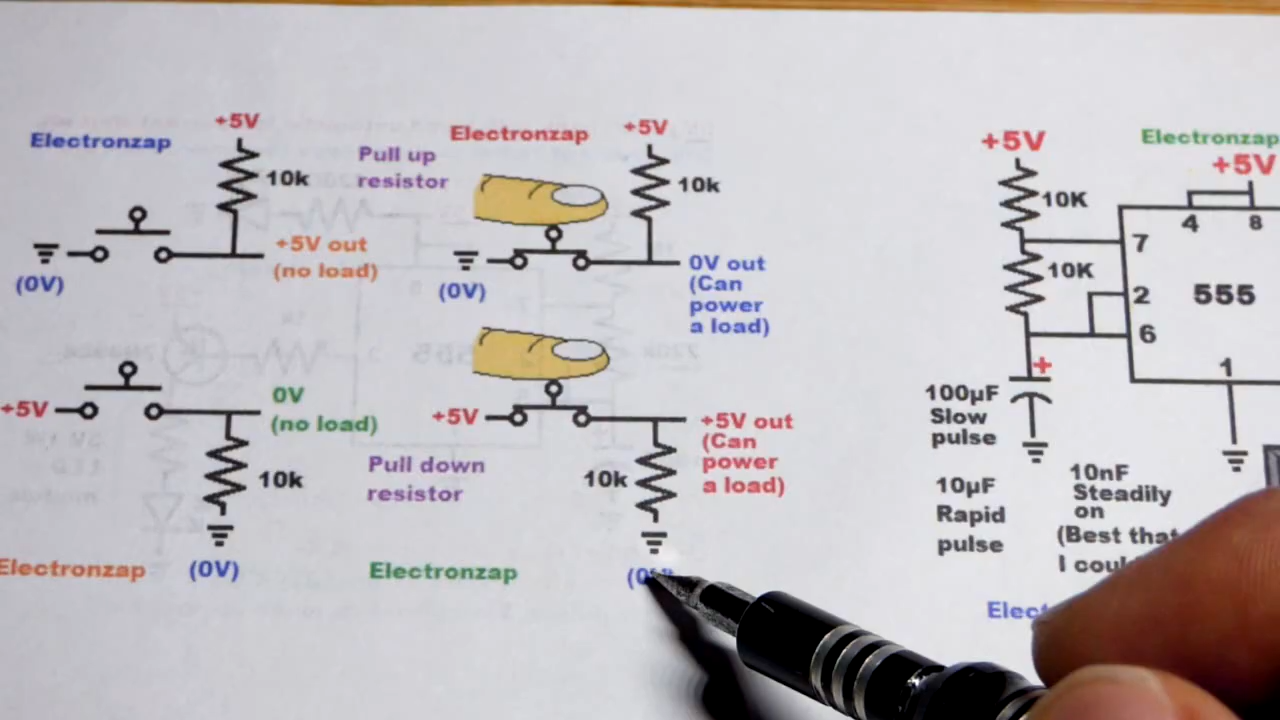 Electronzap
+5V
10k
+5V out
(no load)
(0V)
Pull up
resistor
Electronzap
+5V
10k
0V out
(Can
power
a load)
(0V)
+5V
0V
(no load)
10k
Electronzap
(0V)
Pull down
resistor
+5V
+5V out
(Can
power
a load)
10k
Electronzap
+5V
10K
10K
Electronzap
+5V
4 8
7
2
6
555
1
+
100µF
Slow
pulse
10µF
Rapid
pulse
10nF
Steadily
on
(Best that
I